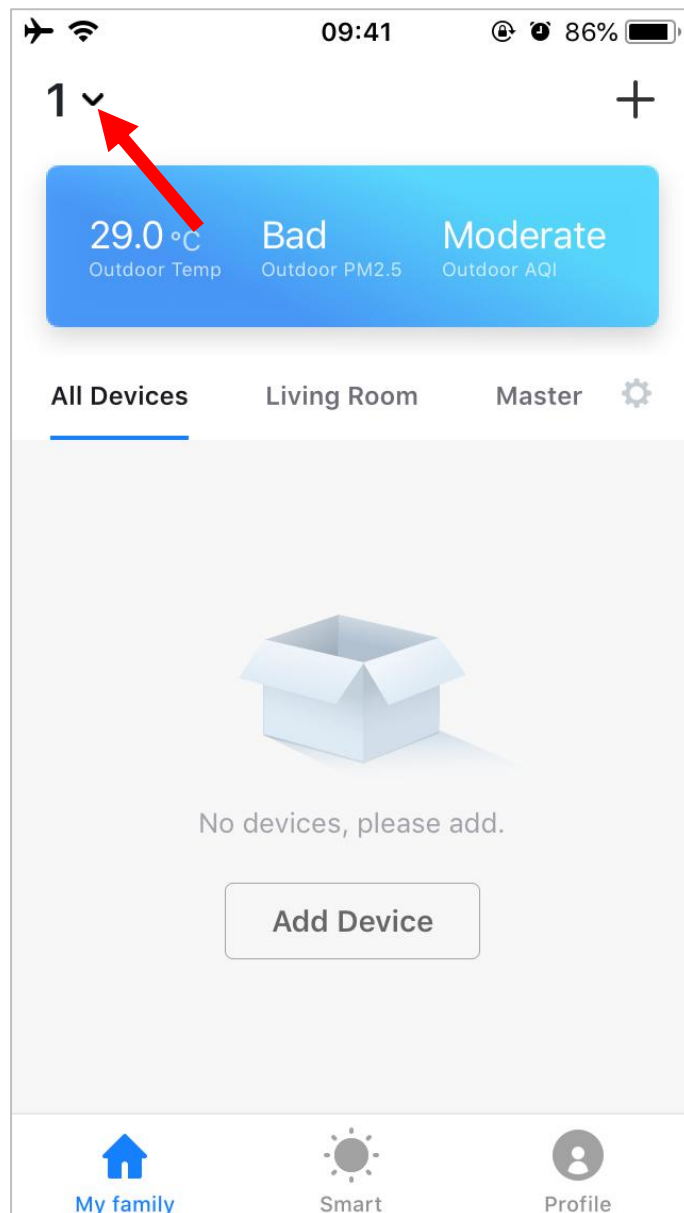 09:41 86%
1
29.0 °C Bad Moderate
Outdoor Temp Outdoor PM2.5 Outdoor AQI
All Devices Living Room Master
No devices, please add.
Add Device
My family Smart Profile